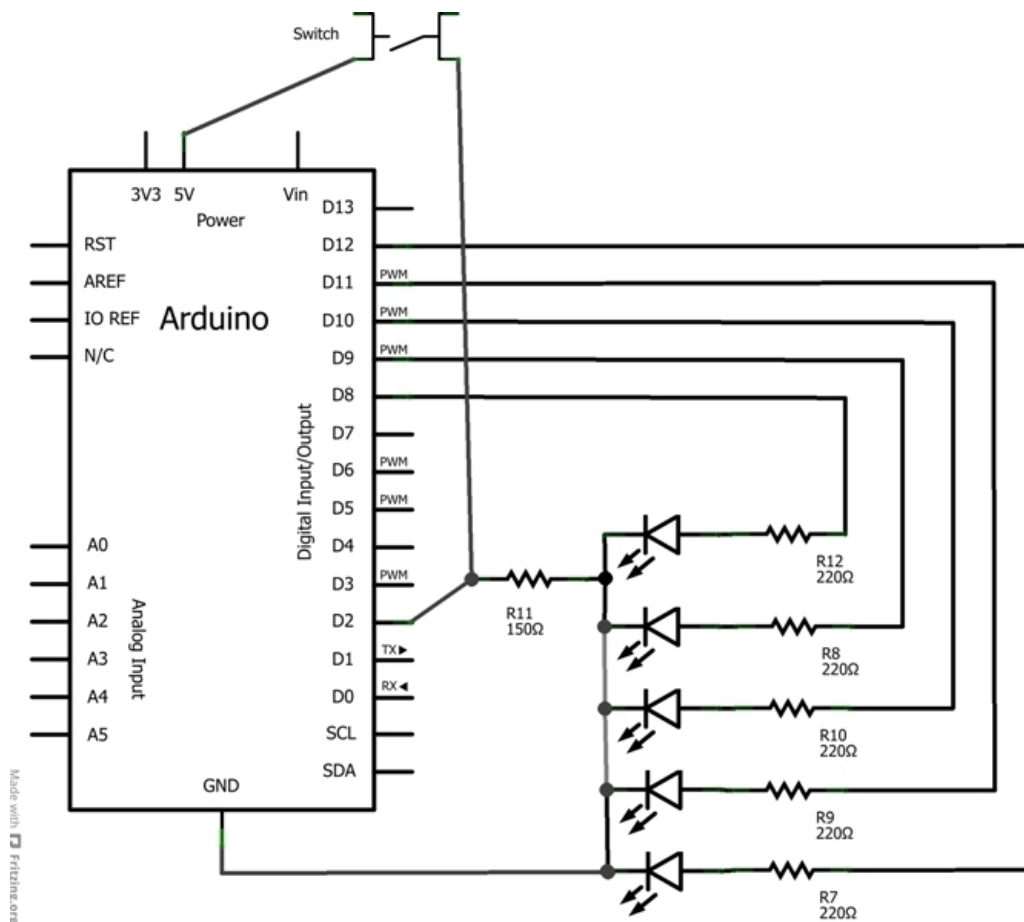 Switch
3V3 5V Vin
Power
D13
RST
D12
AREF
D11
PWM
IO REF
Arduino
D10
PWM
N/C
D9
PWM
D8
Digital Input/Output
D7
D6
PWM
D5
PWM
A0
D4
A1
D3
PWM
A2
D2
A3
D1
TX▶
A4
D0
RX◀
A5
SCL
Analog Input
SDA
GND
R11
150Ω
R12
220Ω
R8
220Ω
R10
220Ω
R9
220Ω
R7
220Ω
Made with Fritzing.org